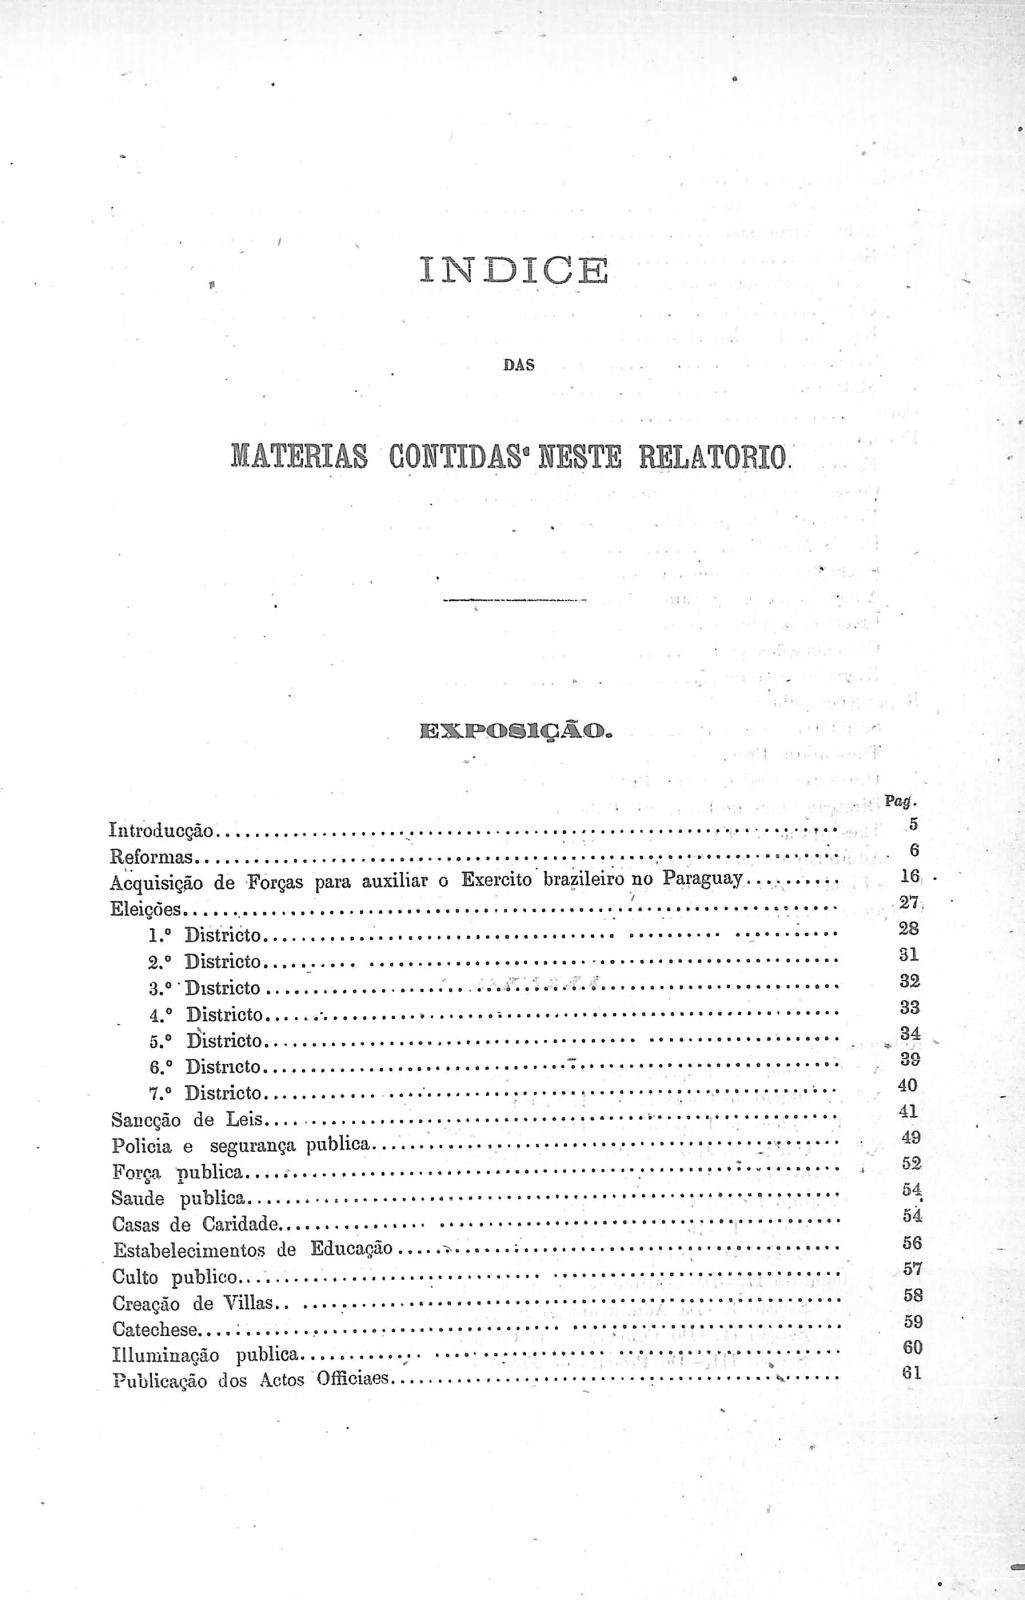 INDICE
DAS
MATERIAS CONTIDAS NESTE RELATORIO.
EXPOSIÇÃO.
Pag.
Introducção........................................................ 5
Reformas........................................................ 6
Acquisição de Forças para auxiliar o Exercito brazileiro no Paraguay.......... 16
Eleições........................................................ 27
1.º Districto........................................................ 28
2.º Districto........................................................ 31
3.º Districto........................................................ 32
4.º Districto........................................................ 33
5.º Districto........................................................ 34
6.º Districto........................................................ 39
7.º Districto........................................................ 40
Sancção de Leis........................................................ 41
Policia e segurança publica........................................................ 49
Força publica........................................................ 52
Saude publica........................................................ 54
Casas de Caridade........................................................ 54
Estabelecimentos de Educação........................................................ 56
Culto publico........................................................ 57
Creação de Villas........................................................ 58
Catechese........................................................ 59
Illuminação publica........................................................ 60
Publicação dos Actos Officiaes........................................................ 61